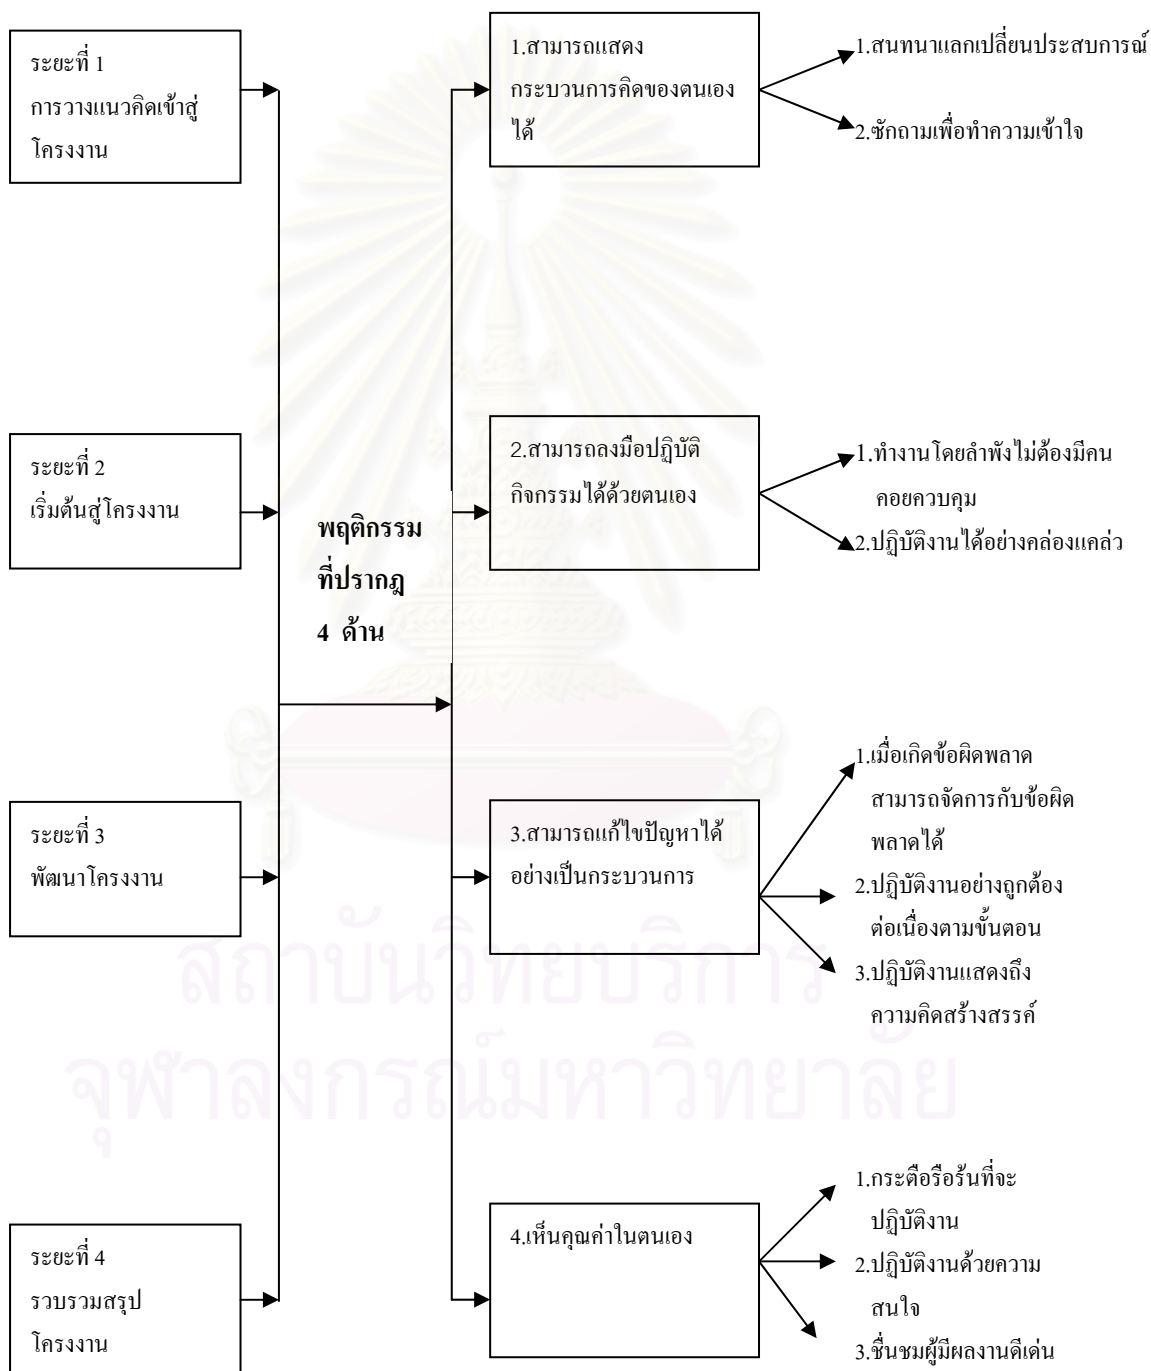 ระยะที่ 1
การวางแนวคิดเข้าสู่
โครงงาน
ระยะที่ 2
เริ่มต้นสู่โครงงาน
ระยะที่ 3
พัฒนาโครงงาน
ระยะที่ 4
รวบรวมสรุป
โครงงาน
พฤติกรรม
ที่ปรากฏ
4 ด้าน
1.สามารถแสดง
กระบวนการคิดของตนเอง
ได้
1.สนทนาแลกเปลี่ยนประสบการณ์
2.ซักถามเพื่อทำความเข้าใจ
2.สามารถลงมือปฏิบัติ
กิจกรรมได้ด้วยตนเอง
1.ทำงานโดยลำพังไม่ต้องมีคน
คอยควบคุม
2.ปฏิบัติงานได้อย่างคล่องแคล่ว
3.สามารถแก้ไขปัญหาได้
อย่างเป็นกระบวนการ
1.เมื่อเกิดข้อผิดพลาด
สามารถจัดการกับข้อผิด
พลาดได้
2.ปฏิบัติงานอย่างถูกต้อง
ต่อเนื่องตามขั้นตอน
3.ปฏิบัติงานแสดงถึง
ความคิดสร้างสรรค์
4.เห็นคุณค่าในตนเอง
1.กระตือรือร้นที่จะ
ปฏิบัติงาน
2.ปฏิบัติงานด้วยความ
สนใจ
3.ชื่นชมผู้มีผลงานดีเด่น
สถาบันวิทยบริการ
จุฬาลงกรณ์มหาวิทยาลัย